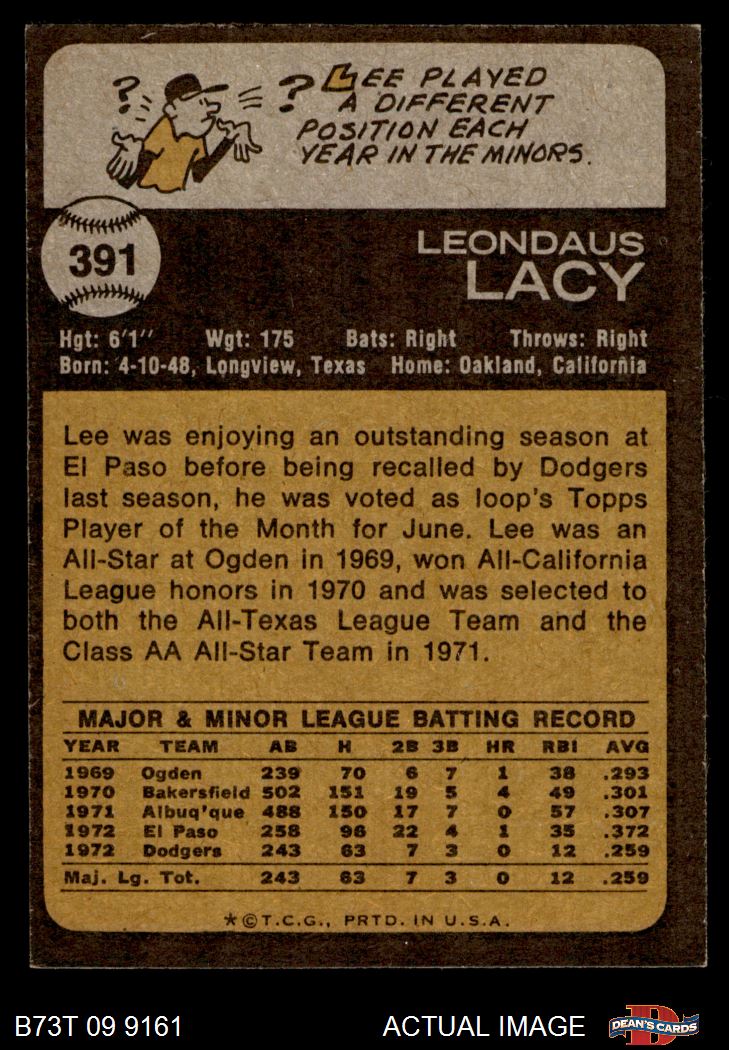 ? ? LEE PLAYED
A DIFFERENT
POSITION EACH
YEAR IN THE MINORS.
391
LEONDAUS
LACY
Hgt: 6'1'' Wgt: 175 Bats: Right Throws: Right
Born: 4-10-48, Longview, Texas Home: Oakland, California
Lee was enjoying an outstanding season at
El Paso before being recalled by Dodgers
last season, he was voted as loop's Topps
Player of the Month for June. Lee was an
All-Star at Ogden in 1969, won All-California
League honors in 1970 and was selected to
both the All-Texas League Team and the
Class AA All-Star Team in 1971.
MAJOR & MINOR LEAGUE BATTING RECORD
YEAR TEAM AB H 2B 3B HR RBI AVG
1969 Ogden 239 70 6 7 1 38 .293
1970 Bakersfield 502 151 19 5 4 49 .301
1971 Albuq'que 488 150 17 7 0 57 .307
1972 El Paso 258 96 22 4 1 35 .372
1972 Dodgers 243 63 7 3 0 12 .259
Maj. Lg. Tot. 243 63 7 3 0 12 .259
*©T.C.G., PRTD. IN U.S.A.
B73T 09 9161 ACTUAL IMAGE D DEAN'S CARDS